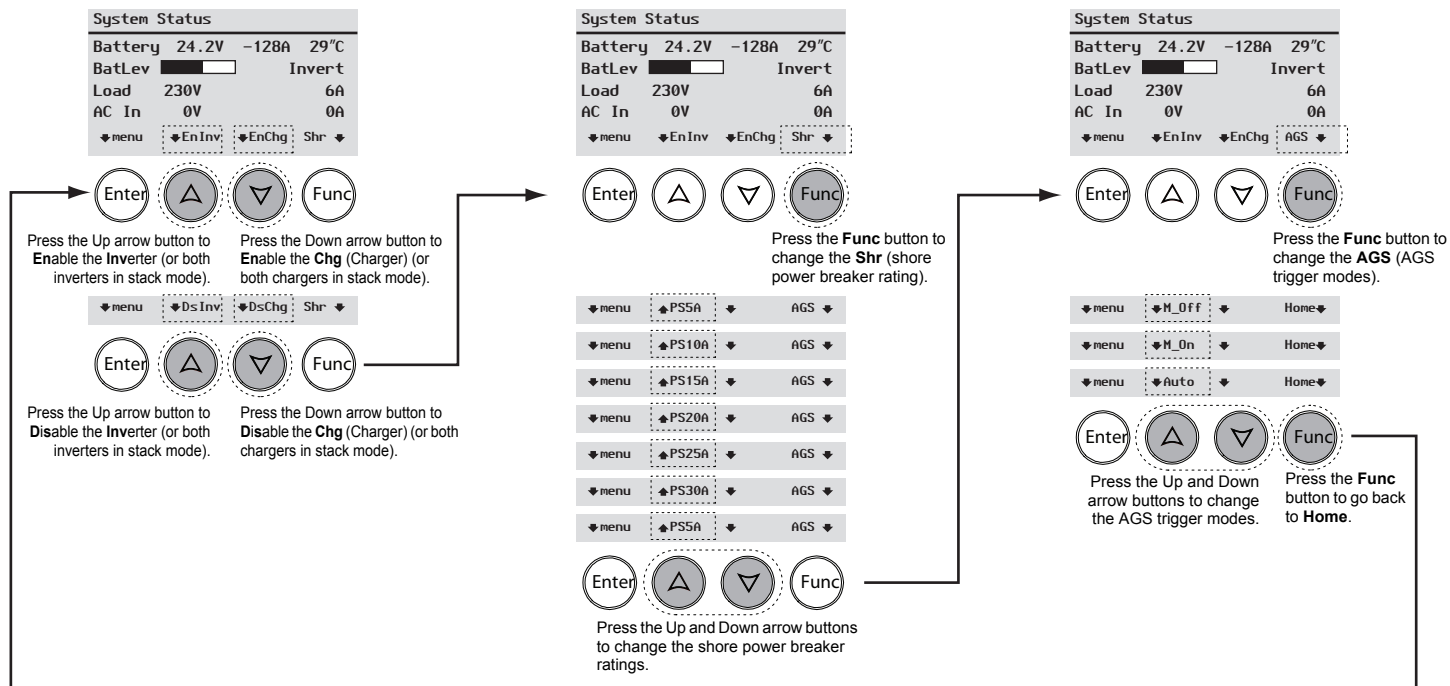 System Status
Battery 24.2V -128A 29"C
BatLev Invert
Load 230V 6A
AC In 0V 0A
menu EnInv EnChg Shr
Enter Func
Press the Up arrow button to
Enable the Inverter (or both
inverters in stack mode).
Press the Down arrow button to
Enable the Chg (Charger) (or
both chargers in stack mode).
menu DsInv DsChg Shr
Enter Func
Press the Up arrow button to
Disable the Inverter (or both
inverters in stack mode).
Press the Down arrow button to
Disable the Chg (Charger) (or both
chargers in stack mode).
System Status
Battery 24.2V -128A 29"C
BatLev Invert
Load 230V 6A
AC In 0V 0A
menu EnInv EnChg Shr
Enter Func
Press the Func button to
change the Shr (shore
power breaker rating).
menu PS5A AGS
menu PS10A AGS
menu PS15A AGS
menu PS20A AGS
menu PS25A AGS
menu PS30A AGS
menu PS5A AGS
Enter Func
Press the Up and Down arrow buttons
to change the shore power breaker
ratings.
System Status
Battery 24.2V -128A 29"C
BatLev Invert
Load 230V 6A
AC In 0V 0A
menu EnInv EnChg AGS
Enter Func
Press the Func button to
change the AGS (AGS
trigger modes).
menu M_Off Home
menu M_On Home
menu Auto Home
Enter Func
Press the Up and Down
arrow buttons to change
the AGS trigger modes.
Press the Func
button to go back
to Home.